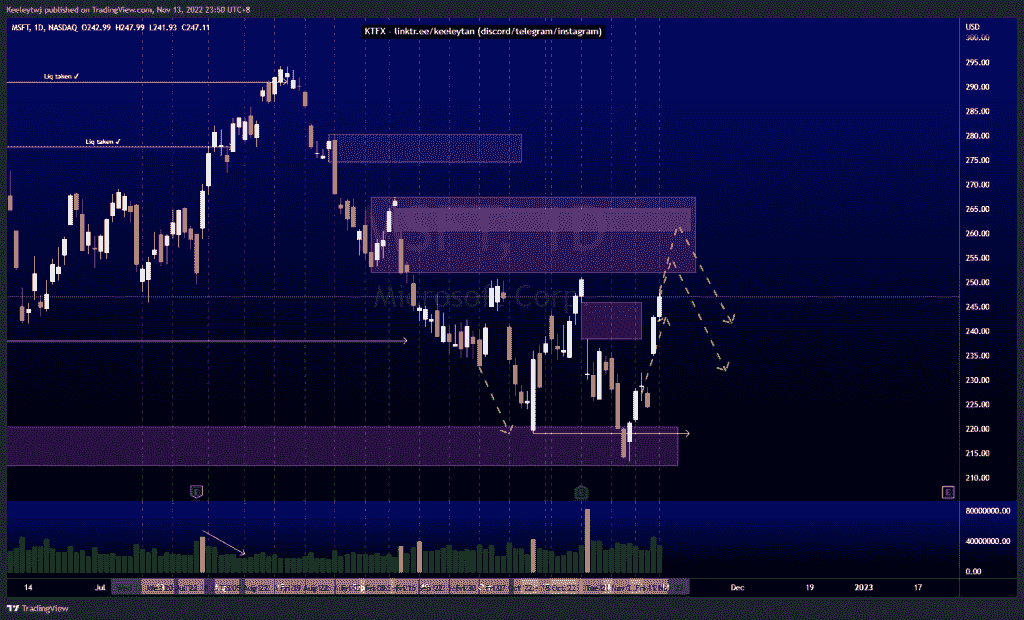 Keeleytwj published on TradingView.com, Nov 13, 2022 23:50 UTC+8
MSFT, 1D, NASDAQ O242.99 H247.99 L241.93 C247.11
KTFX - linktr.ee/keeleytan (discord/telegram/instagram)
USD
300.00
295.00
Liq taken ✓
290.00
285.00
280.00
Liq taken ✓
275.00
270.00
265.00
MSFT, 1D
260.00
255.00
250.00
Microsoft Corp
245.00
240.00
235.00
230.00
225.00
220.00
215.00
210.00
E
E
E
80000000.00
40000000.00
0.00
14
Jul
Dec
19
2023
17
TradingView